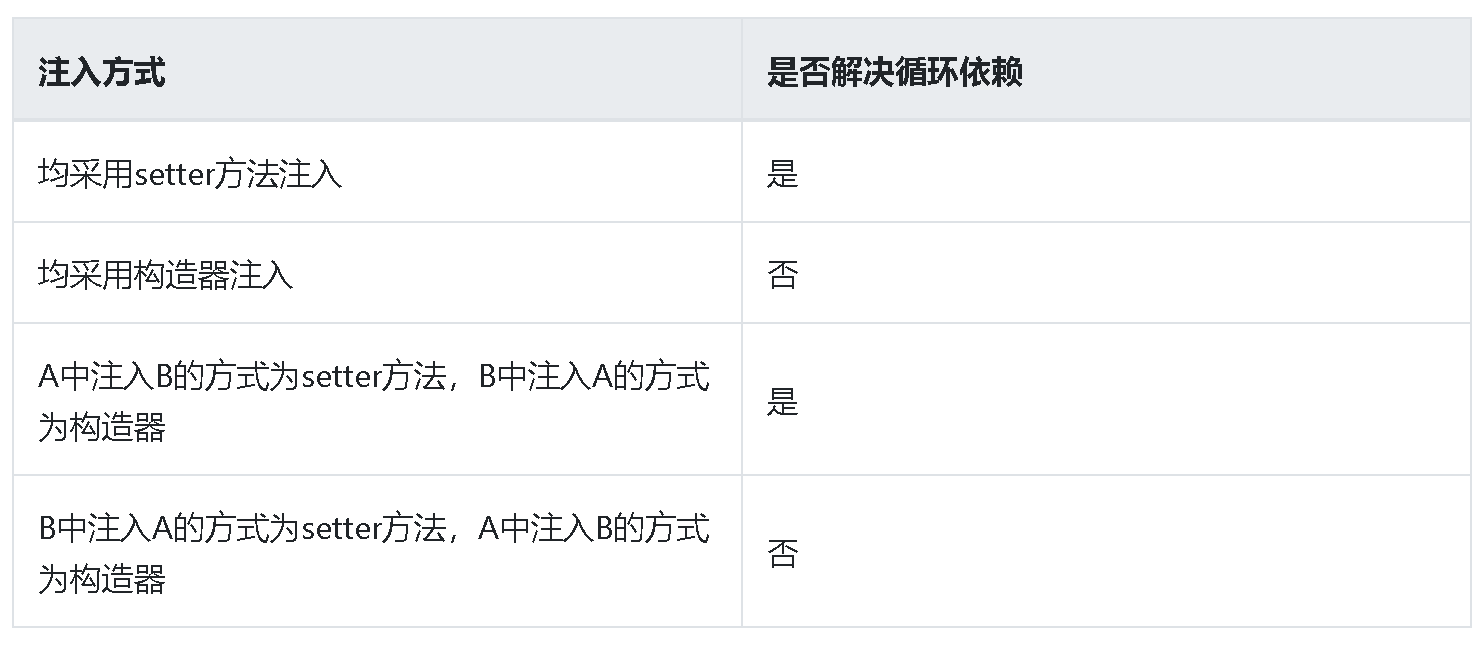 注入方式
是否解决循环依赖
均采用setter方法注入
是
均采用构造器注入
否
A中注入B的方式为setter方法，B中注入A的方式
为构造器
是
B中注入A的方式为setter方法，A中注入B的方式
为构造器
否